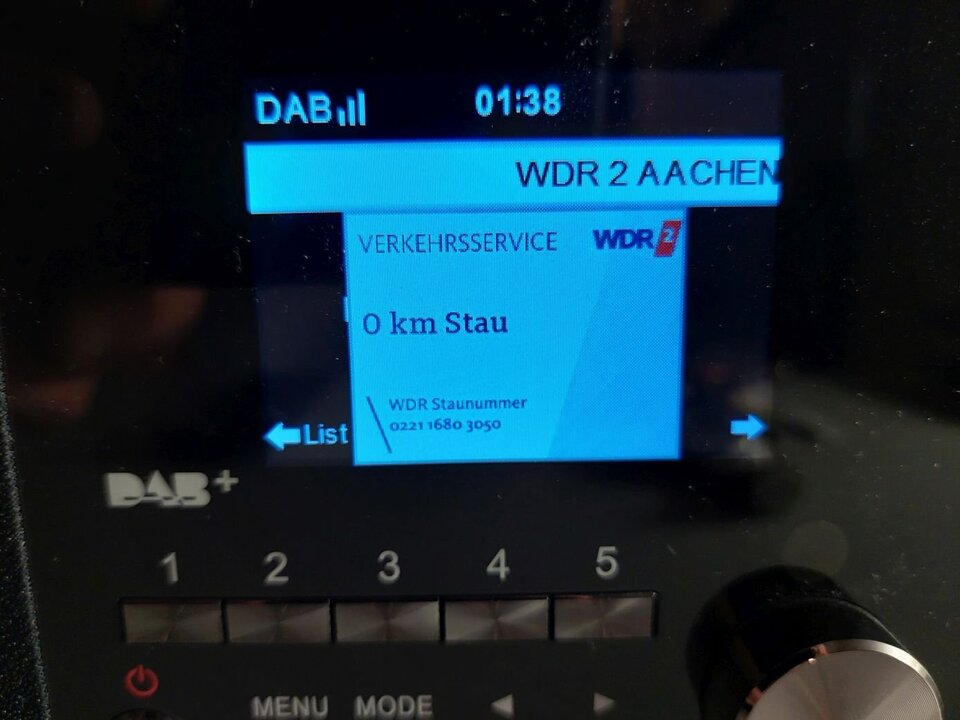 DAB 01:38
WDR 2 AACHEN
VERKEHRSSERVICE WDR 2
0 km Stau
WDR Staunummer
0221 1680 3050
List
DAB+
1 2 3 4 5
MENU MODE